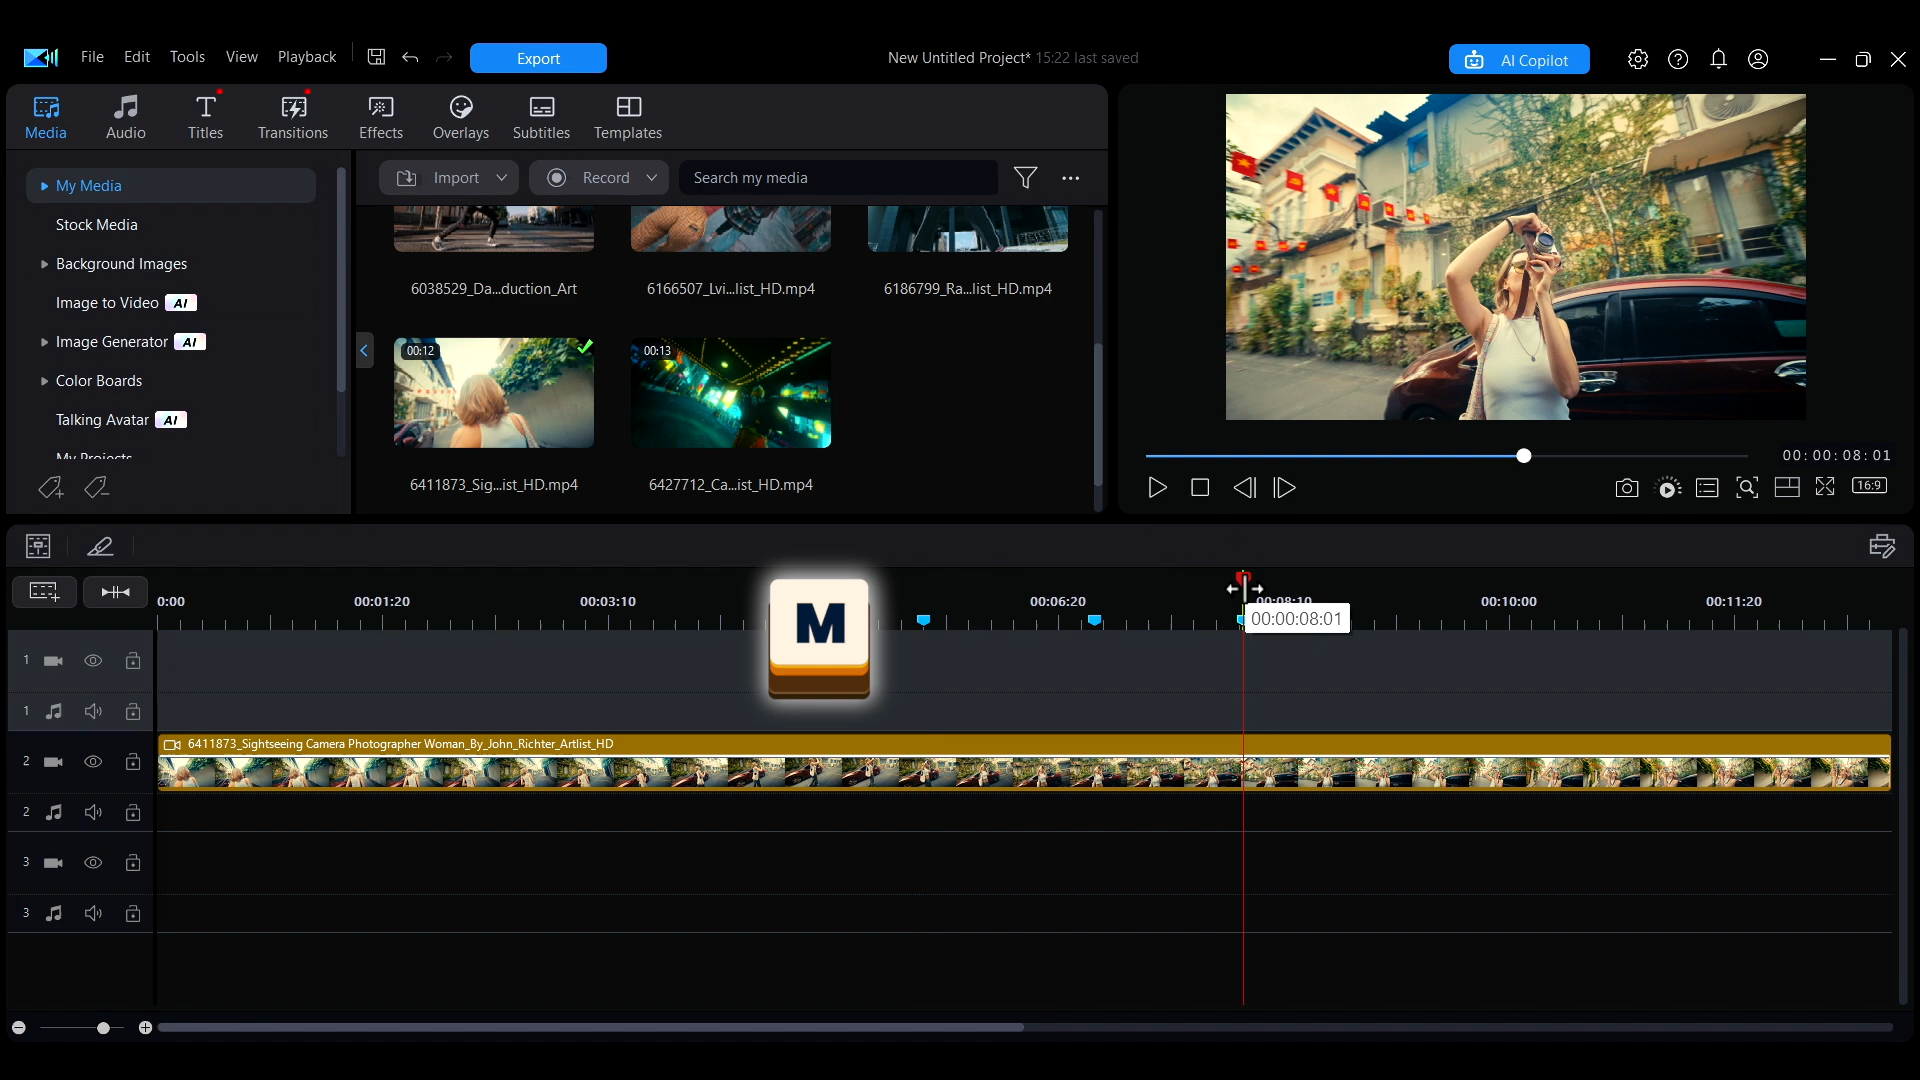 File Edit Tools View Playback Export New Untitled Project* 15:22 last saved AI Copilot
Media Audio Titles Transitions Effects Overlays Subtitles Templates
Import Record Search my media
My Media
Stock Media
Background Images
Image to Video AI
Image Generator AI
Color Boards
Talking Avatar AI
My Projects
6038529_Da...duction_Art 6166507_Lvi...list_HD.mp4 6186799_Ra...list_HD.mp4
00:12 00:13
6411873_Sig...ist_HD.mp4 6427712_Ca...ist_HD.mp4
00:00:08:01
16:9
0:00 00:01:20 00:03:10 00:06:20 00:08:10 00:10:00 00:11:20
00:00:08:01
M
1
1
6411873_Sightseeing Camera Photographer Woman_By_John_Richter_Artlist_HD
2
2
3
3